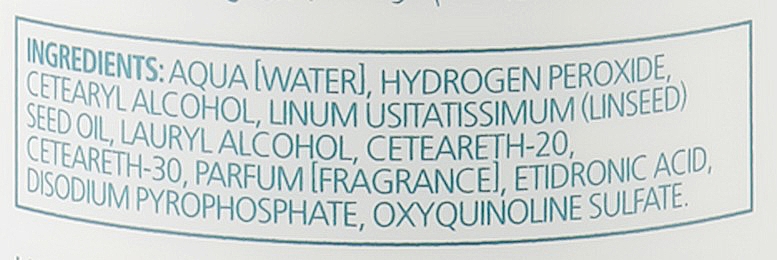 INGREDIENTS: AQUA [WATER], HYDROGEN PEROXIDE,
CETEARYL ALCOHOL, LINUM USITATISSIMUM (LINSEED)
SEED OIL, LAURYL ALCOHOL, CETEARETH-20,
CETEARETH-30, PARFUM [FRAGRANCE], ETIDRONIC ACID,
DISODIUM PYROPHOSPHATE, OXYQUINOLINE SULFATE.